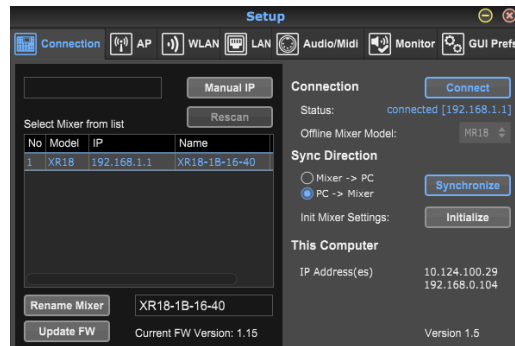 Setup
Connection AP WLAN LAN Audio/Midi Monitor GUI Prefs
Manual IP
Select Mixer from list
Rescan
No Model IP Name
1 XR18 192.168.1.1 XR18-1B-16-40
Rename Mixer XR18-1B-16-40
Update FW Current FW Version: 1.15
Connection Connect
Status: connected [192.168.1.1]
Offline Mixer Model: MR18
Sync Direction
Mixer -> PC
PC -> Mixer
Synchronize
Init Mixer Settings: Initialize
This Computer
IP Address(es) 10.124.100.29
192.168.0.104
Version 1.5